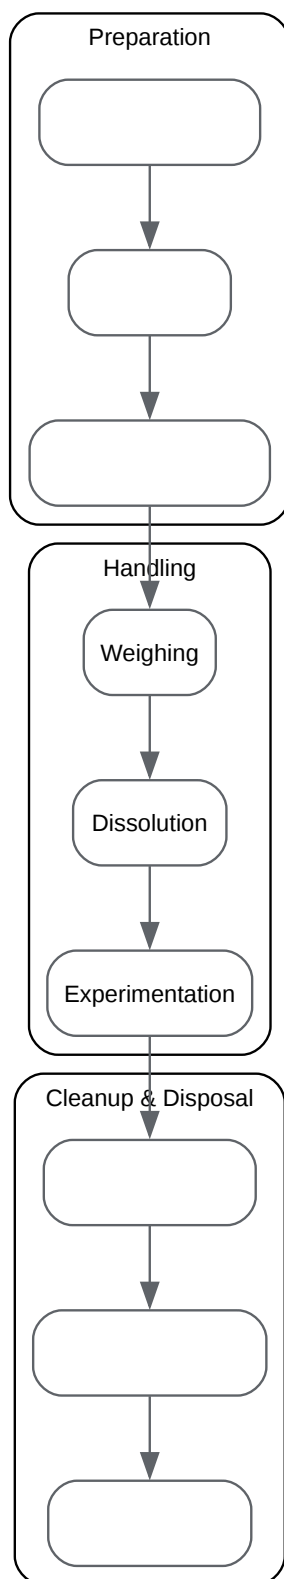 Preparation
Handling
Weighing
Dissolution
Experimentation
Cleanup & Disposal